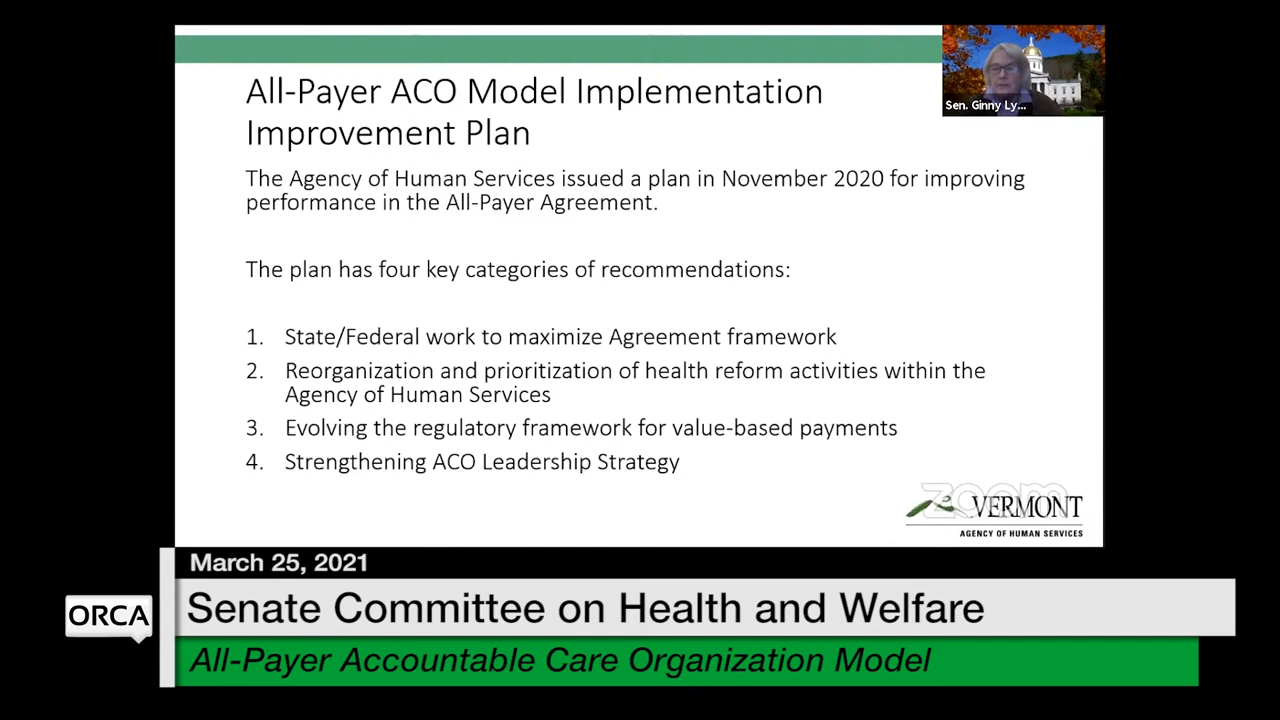 All-Payer ACO Model Implementation
Improvement Plan
Sen. Ginny Ly...
The Agency of Human Services issued a plan in November 2020 for improving
performance in the All-Payer Agreement.
The plan has four key categories of recommendations:
1. State/Federal work to maximize Agreement framework
2. Reorganization and prioritization of health reform activities within the
Agency of Human Services
3. Evolving the regulatory framework for value-based payments
4. Strengthening ACO Leadership Strategy
zoom
VERMONT
AGENCY OF HUMAN SERVICES
March 25, 2021
ORCA
Senate Committee on Health and Welfare
All-Payer Accountable Care Organization Model